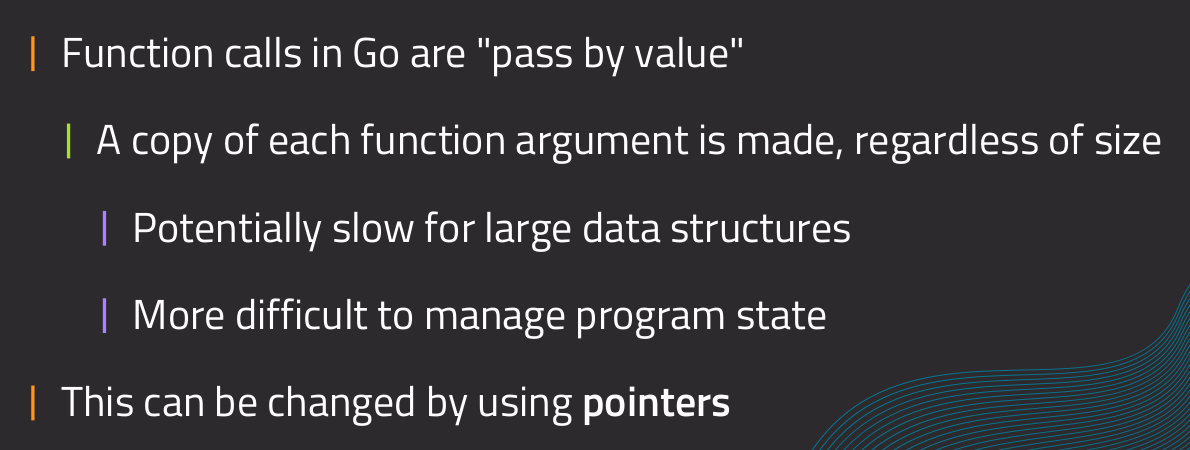 Function calls in Go are "pass by value"
A copy of each function argument is made, regardless of size
Potentially slow for large data structures
More difficult to manage program state
This can be changed by using pointers